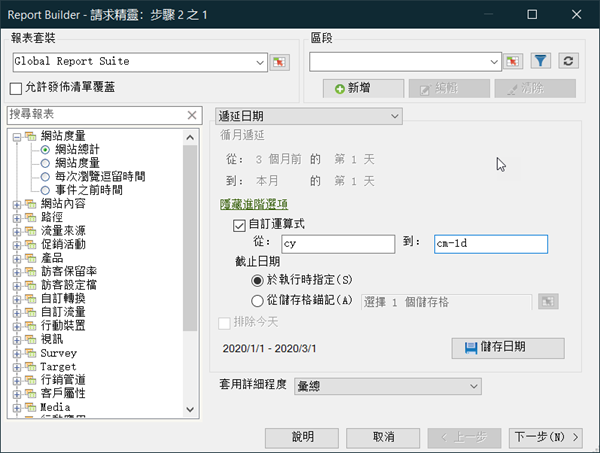 Report Builder - 請求精靈: 步驟 2 之 1
報表套裝
Global Report Suite
允許發佈清單覆蓋
區段
新增
編輯
清除
搜尋報表
網站度量
網站總計
網站度量
每次瀏覽逗留時間
事件之前時間
網站內容
路徑
流量來源
促銷活動
產品
訪客保留率
訪客設定檔
自訂轉換
自訂流量
行動裝置
視訊
Survey
Target
行銷管道
客戶屬性
Media
行動應用
遞延日期
循月遞延
從: 3 個月前 的 第 1 天
到: 本月 的 第 1 天
隱藏進階選項
自訂運算式
從: cy 到: cm-1d
截止日期
於執行時指定(S)
從儲存格錨記(A) 選擇 1 個儲存格
排除今天
2020/1/1 - 2020/3/1
儲存日期
套用詳細程度 彙總
說明
取消
< 上一步
下一步(N) >